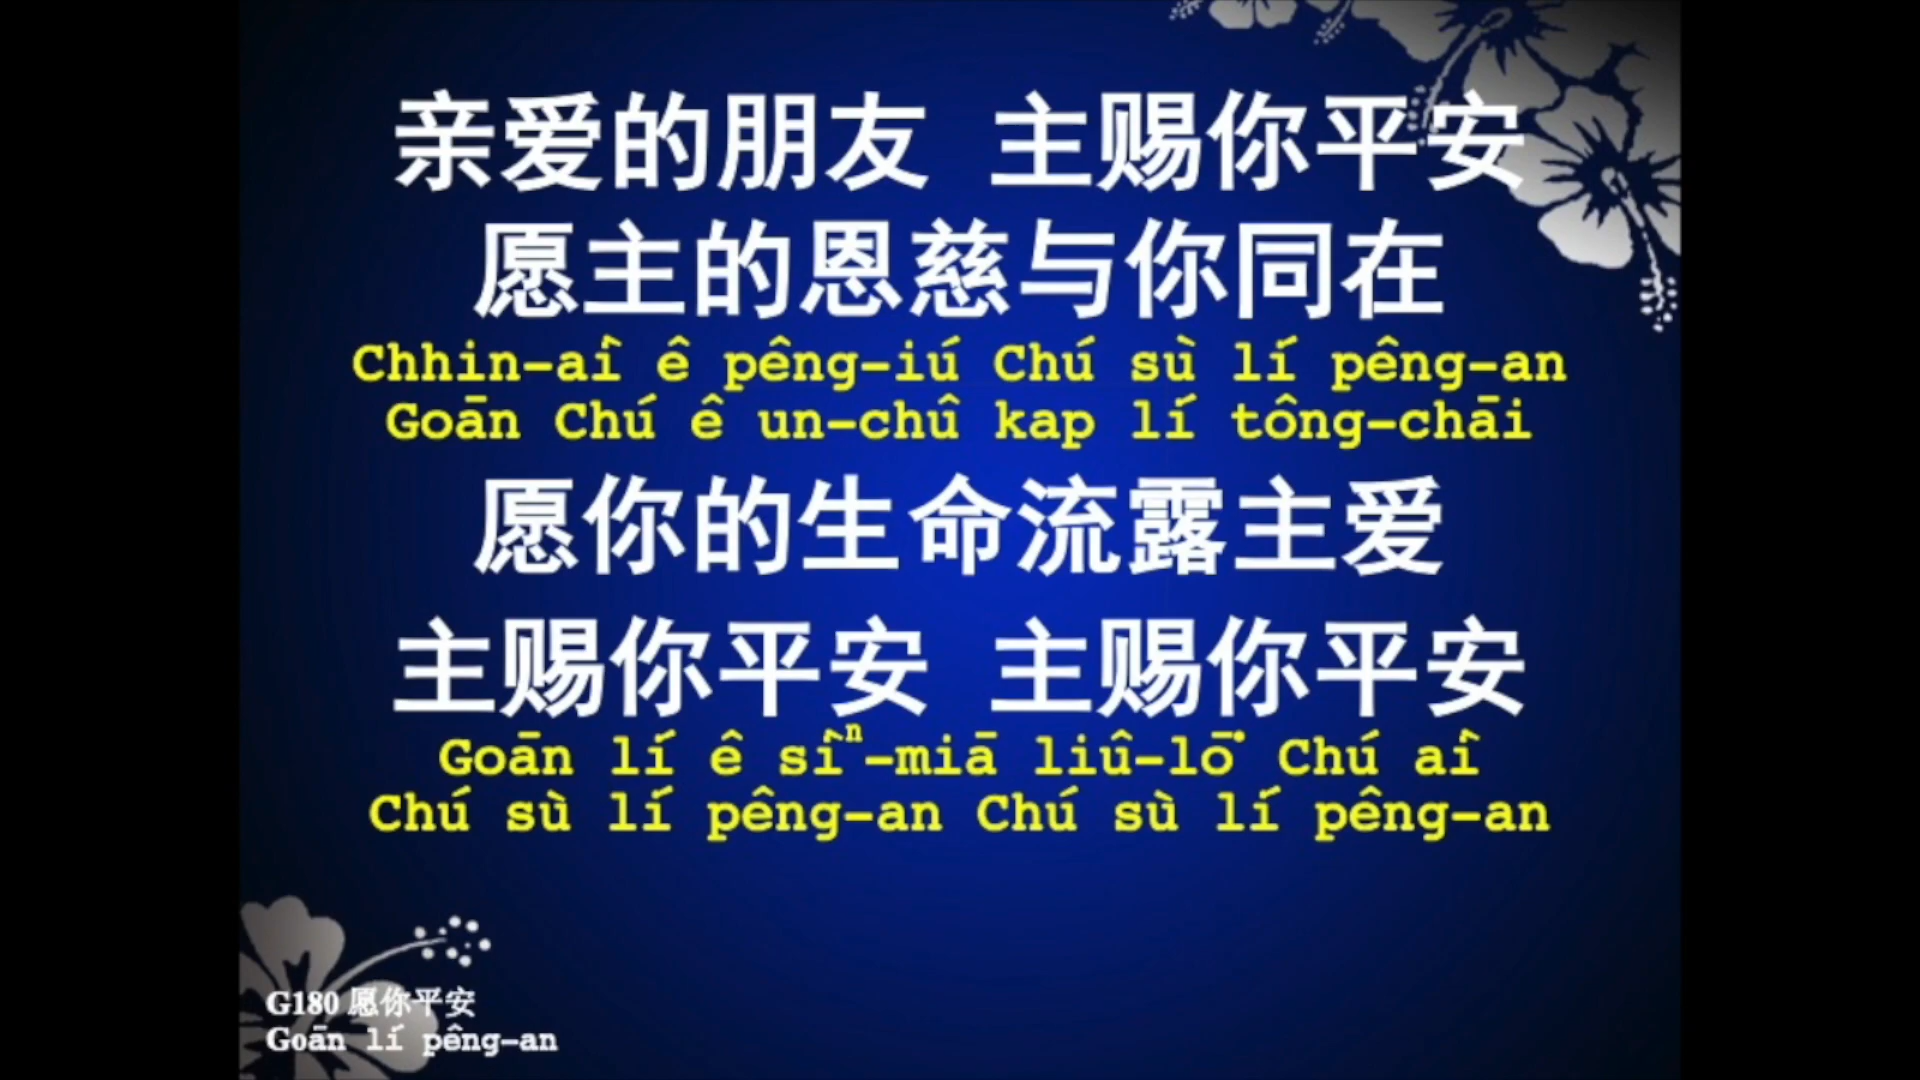 亲爱的朋友 主赐你平安
愿主的恩慈与你同在
Chhin-aì ê pêng-iú Chú sù lí pêng-an
Goān Chú ê un-chû kap lí tông-chāi
愿你的生命流露主爱
主赐你平安 主赐你平安
Goān lí ê sìⁿ-miā liû-lō͘ Chú aì
Chú sù lí pêng-an Chú sù lí pêng-an
G180 愿你平安
Goān lí pêng-an